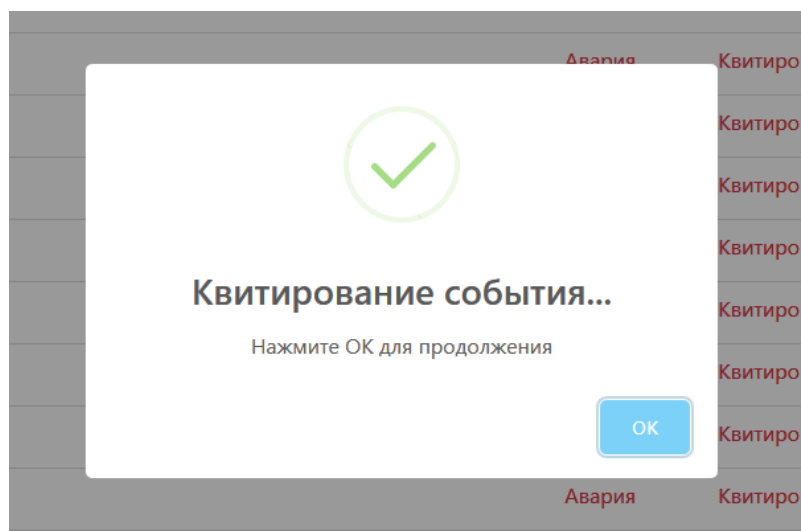 Авария Квитиро
Квитиро
Квитиро
Квитиро
Квитирование события...
Квитиро
Нажмите ОК для продолжения
Квитиро
ОК
Квитиро
Авария Квитиро